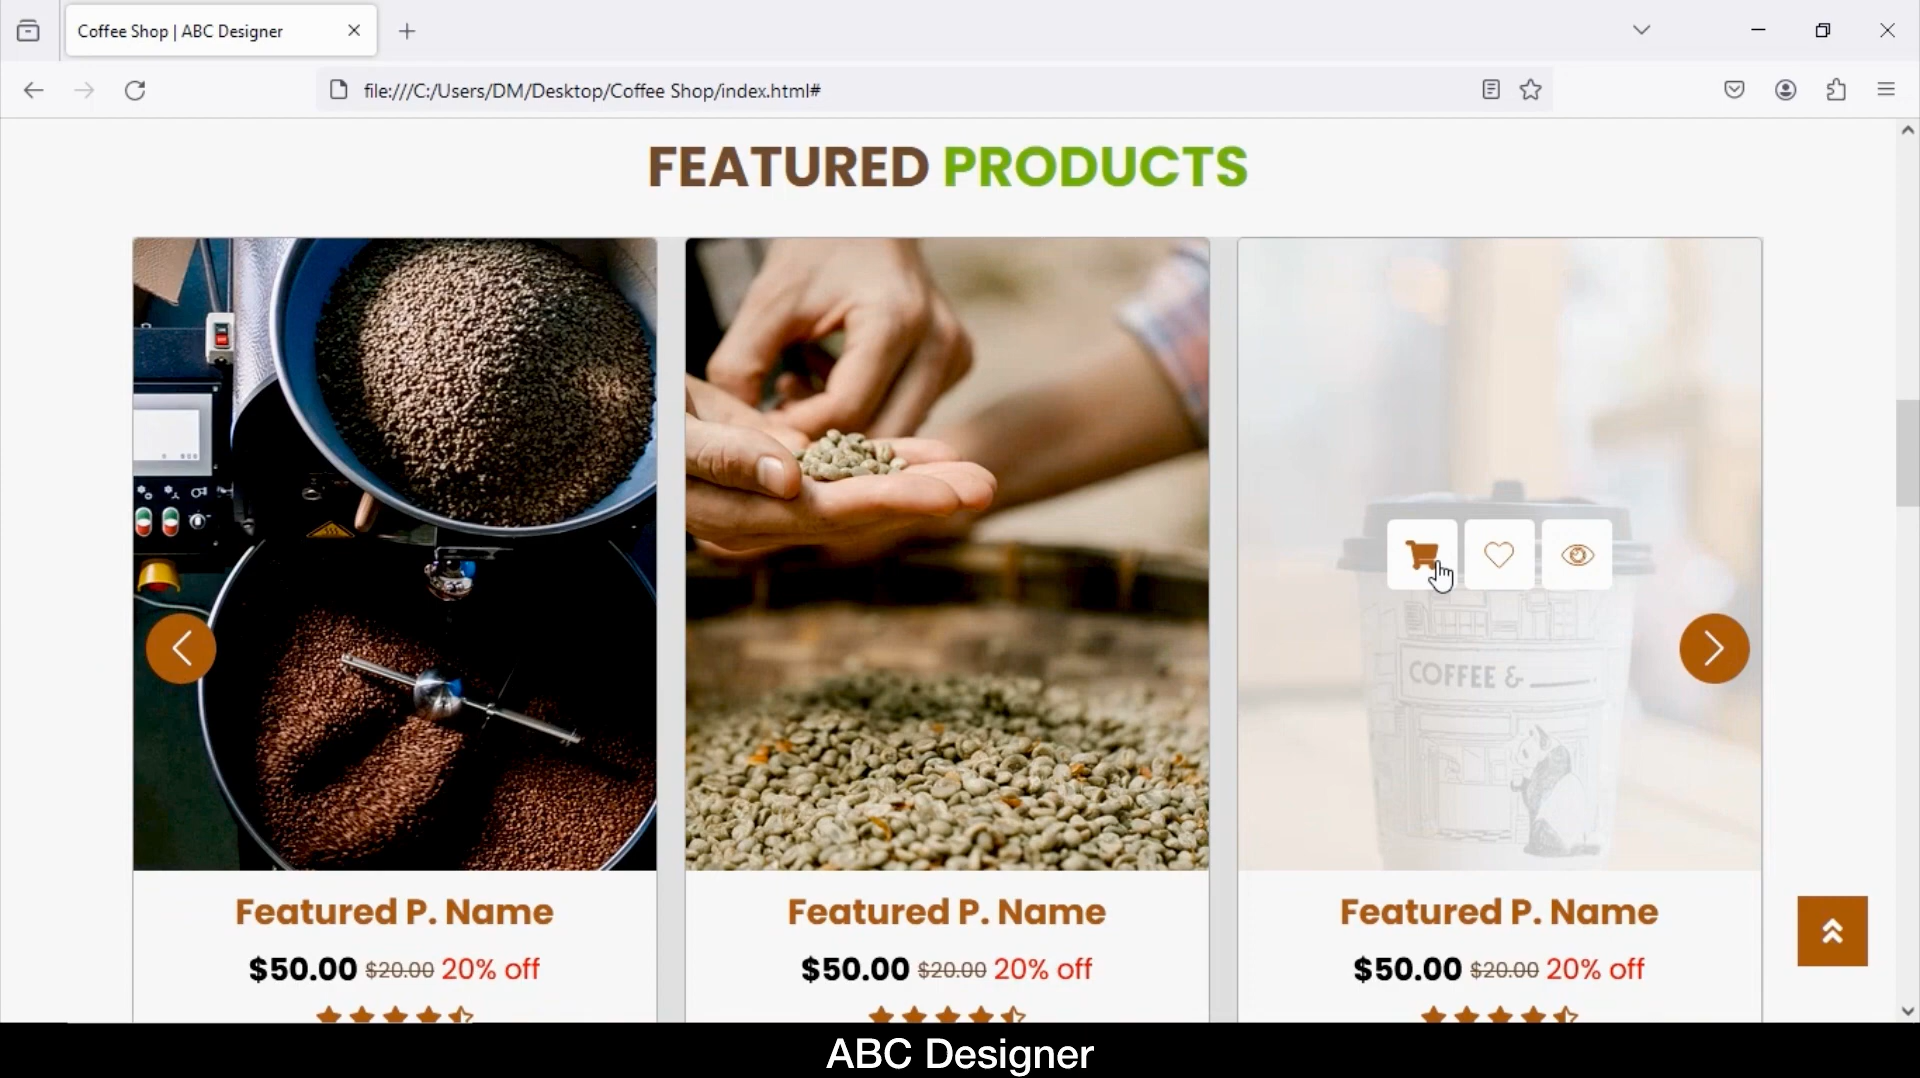 Coffee Shop | ABC Designer
file:///C:/Users/DM/Desktop/Coffee Shop/index.html#
FEATURED PRODUCTS
COFFEE &
Featured P. Name
$50.00 $20.00 20% off
Featured P. Name
$50.00 $20.00 20% off
Featured P. Name
$50.00 $20.00 20% off
ABC Designer